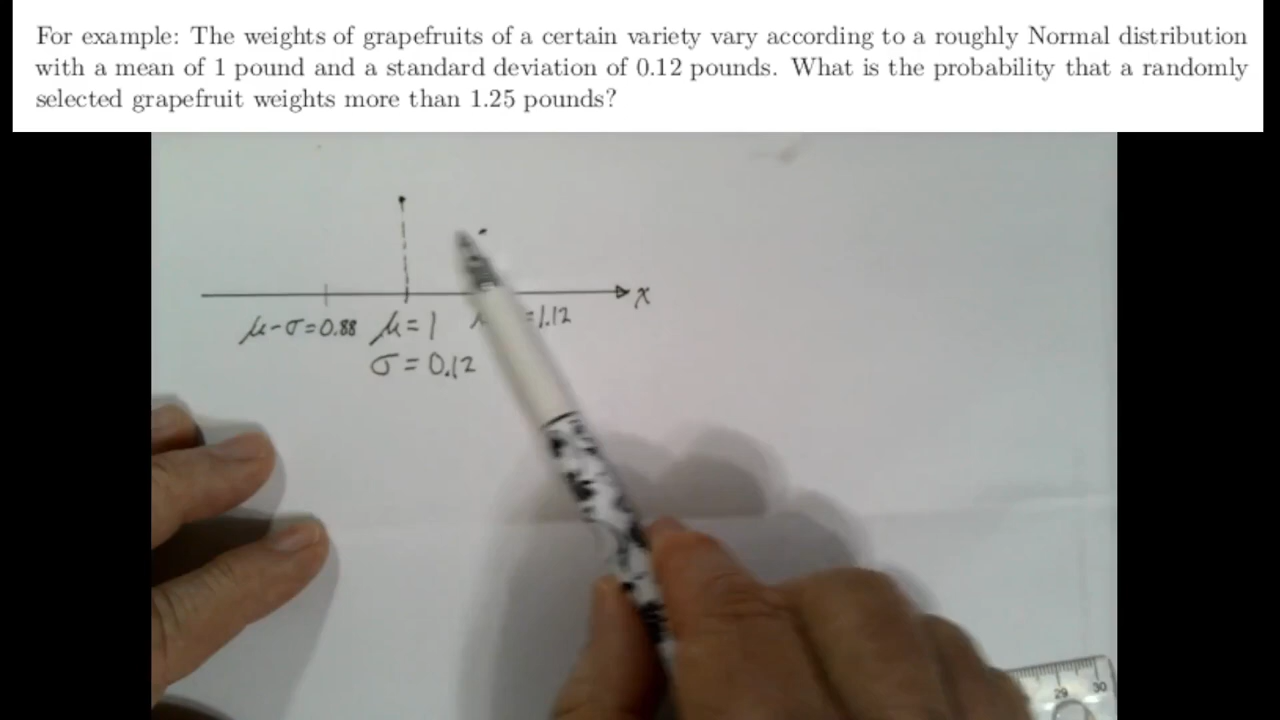 For example: The weights of grapefruits of a certain variety vary according to a roughly Normal distribution
with a mean of 1 pound and a standard deviation of 0.12 pounds. What is the probability that a randomly
selected grapefruit weights more than 1.25 pounds?
x
μ-σ=0.88 μ=1 =1.12
σ=0.12
29 30